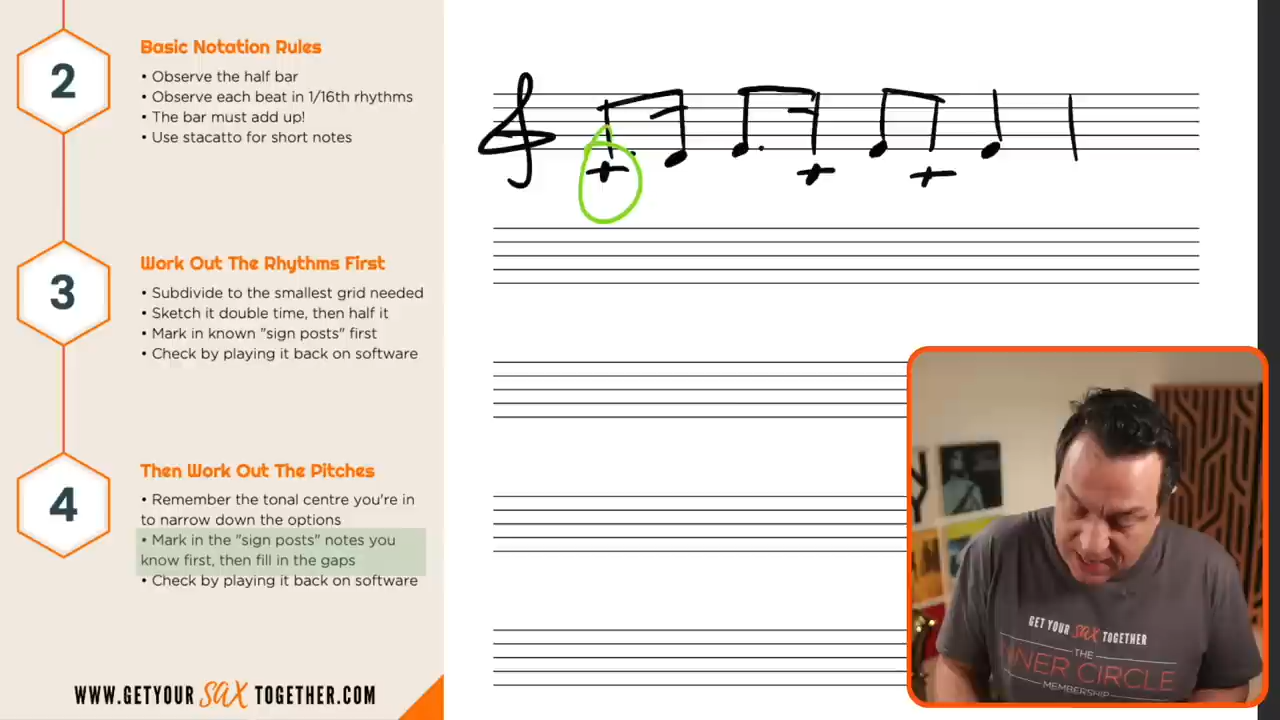 2
Basic Notation Rules
• Observe the half bar
• Observe each beat in 1/16th rhythms
• The bar must add up!
• Use stacatto for short notes
3
Work Out The Rhythms First
• Subdivide to the smallest grid needed
• Sketch it double time, then half it
• Mark in known "sign posts" first
• Check by playing it back on software
4
Then Work Out The Pitches
• Remember the tonal centre you're in
to narrow down the options
• Mark in the "sign posts" notes you
know first, then fill in the gaps
• Check by playing it back on software
WWW.GETYOUR SAX TOGETHER.COM
GET YOUR SAX TOGETHER
THE
INNER CIRCLE
MEMBERSHIP